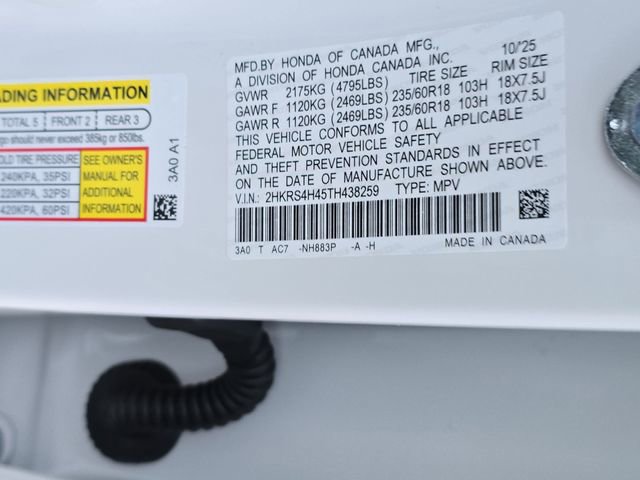 ADING INFORMATION
TOTAL 5 FRONT 2 REAR 3
go should never exceed 385kg or 850lbs.
OLD TIRE PRESSURE
240KPA, 35PSI
220KPA, 32PSI
420KPA, 60PSI
SEE OWNER'S
MANUAL FOR
ADDITIONAL
INFORMATION
3A0 A1
MFD.BY HONDA OF CANADA MFG., 10/'25
A DIVISION OF HONDA CANADA INC.
GVWR 2175KG (4795LBS) TIRE SIZE RIM SIZE
GAWR F 1120KG (2469LBS) 235/60R18 103H 18X7.5J
GAWR R 1120KG (2469LBS) 235/60R18 103H 18X7.5J
THIS VEHICLE CONFORMS TO ALL APPLICABLE
FEDERAL MOTOR VEHICLE SAFETY
AND THEFT PREVENTION STANDARDS IN EFFECT
ON THE DATE OF MANUFACTURE SHOWN ABOVE.
V.I.N.: 2HKRS4H45TH438259 TYPE: MPV
3A0 T AC7 -NH883P -A -H MADE IN CANADA